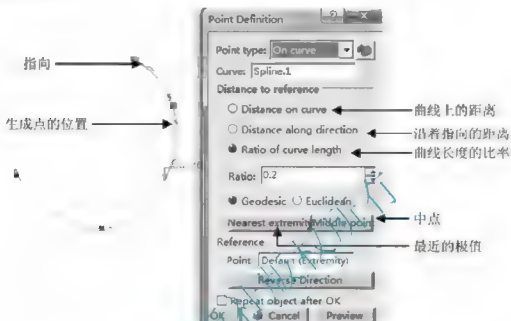 Point Definition
Point type: On curve
Curve: Spline.1
Distance to reference
Distance on curve
Distance along direction
Ratio of curve length
Ratio: 0.2
Geodesic Euclidean
Nearest extremity Middle point
Reference
Point: Default (Extremity)
Reverse Direction
Repeat object after OK
OK Cancel Preview
指向
生成点的位置
曲线上的距离
沿着指向的距离
曲线长度的比率
中点
最近的极值